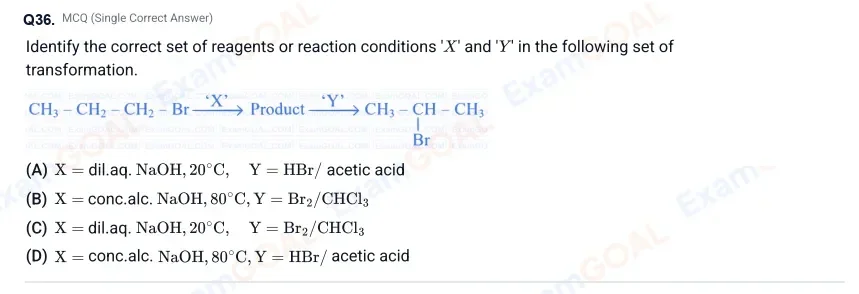 Q36. MCQ (Single Correct Answer)
Identify the correct set of reagents or reaction conditions 'X' and 'Y' in the following set of
transformation.
CH₃ – CH₂ – CH₂ – Br —'X'→ Product —'Y'→ CH₃ – CH – CH₃
|
Br
(A) X = dil.aq. NaOH, 20°C, Y = HBr/ acetic acid
(B) X = conc.alc. NaOH, 80°C, Y = Br₂/CHCl₃
(C) X = dil.aq. NaOH, 20°C, Y = Br₂/CHCl₃
(D) X = conc.alc. NaOH, 80°C, Y = HBr/ acetic acid